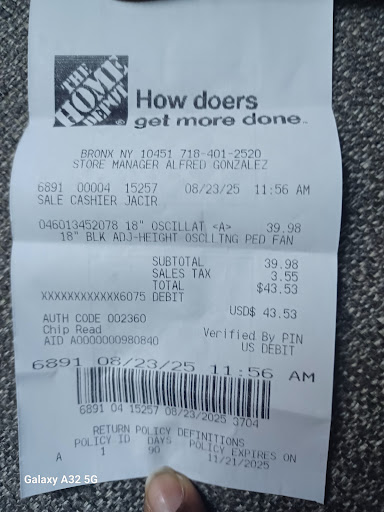 THE
HOME
DEPOT
How doers
get more done™
BRONX NY 10451 718-401-2520
STORE MANAGER ALFRED GONZALEZ
6891 00004 15257 08/23/25 11:56 AM
SALE CASHIER JACIR
046013452078 18" OSCILLAT <A> 39.98
18" BLK ADJ-HEIGHT OSCLLTNG PED FAN
SUBTOTAL 39.98
SALES TAX 3.55
TOTAL $43.53
XXXXXXXXXXXX6075 DEBIT
USD$ 43.53
AUTH CODE 002360
Chip Read Verified By PIN
AID A0000000980840 US DEBIT
6891 08/23/25 11:56 AM
6891 04 15257 08/23/2025 3704
RETURN POLICY DEFINITIONS
POLICY ID DAYS POLICY EXPIRES ON
A 1 90 11/21/2025
Galaxy A32 5G